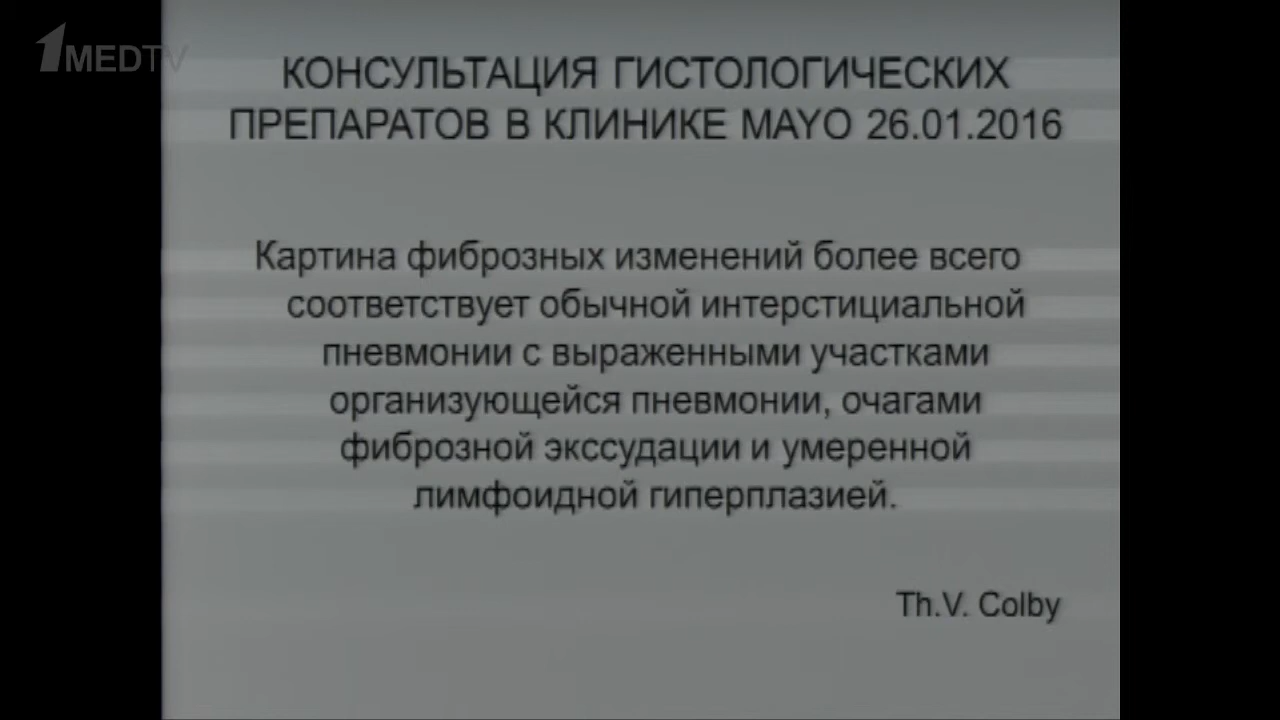 1MEDTV
КОНСУЛЬТАЦИЯ ГИСТОЛОГИЧЕСКИХ
ПРЕПАРАТОВ В КЛИНИКЕ MAYO 26.01.2016
Картина фиброзных изменений более всего
соответствует обычной интерстициальной
пневмонии с выраженными участками
организующейся пневмонии, очагами
фиброзной экссудации и умеренной
лимфоидной гиперплазией.
Th.V. Colby